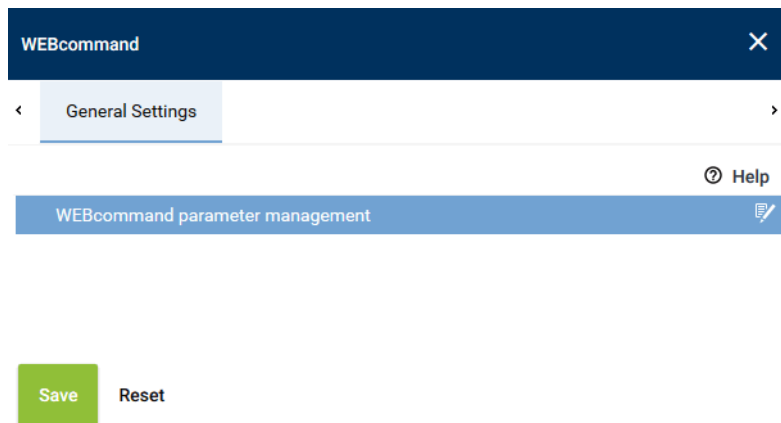 WEBcommand
General Settings
Help
WEBcommand parameter management
Save Reset